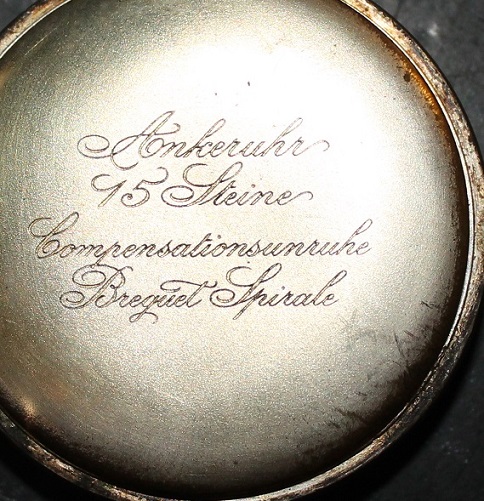 Ankeruhr
15 Steine
Compensationsunruhe
Breguet Spirale